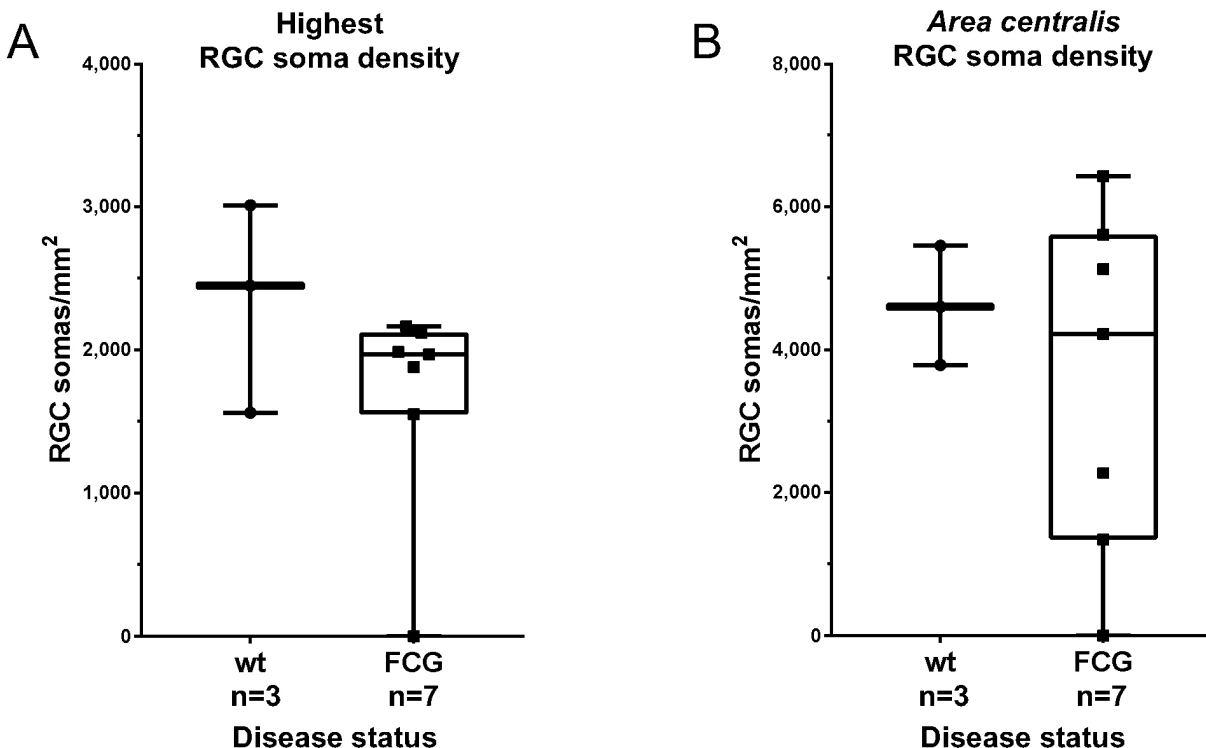 A
Highest
RGC soma density
4,000
3,000
2,000
1,000
0
RGC somas/mm²
wt
n=3
FCG
n=7
Disease status
B
Area centralis
RGC soma density
8,000
6,000
4,000
2,000
0
RGC somas/mm²
wt
n=3
FCG
n=7
Disease status